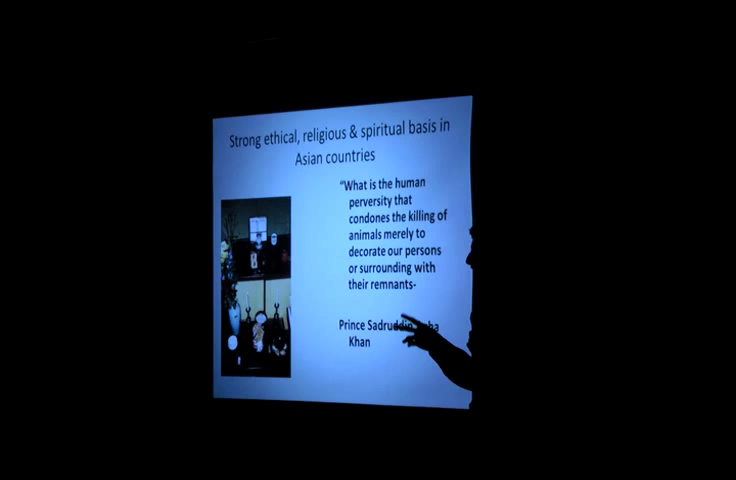 Strong ethical, religious & spiritual basis in
Asian countries
“What is the human
perversity that
condones the killing of
animals merely to
decorate our persons
or surrounding with
their remnants-
Prince Sadruddin
Khan